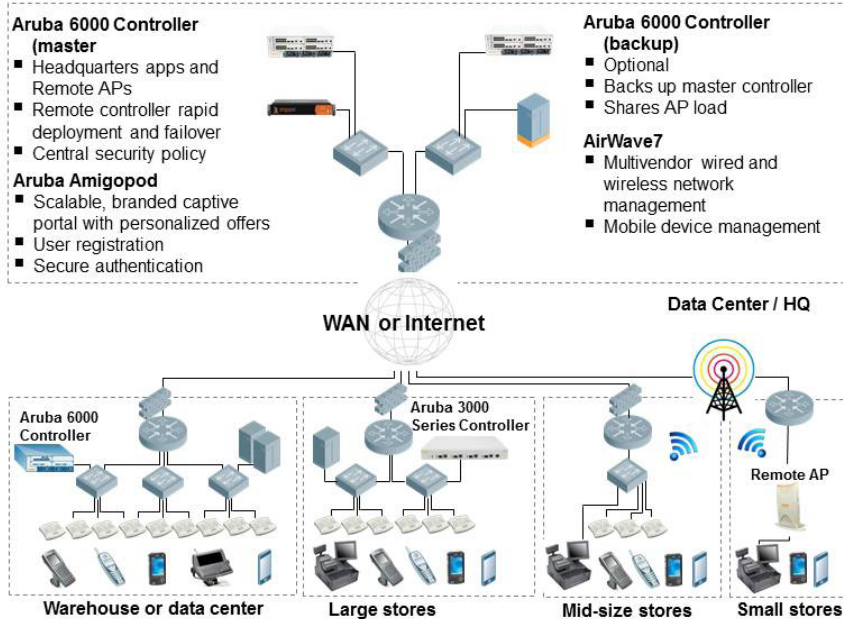 Aruba 6000 Controller
(master
▪ Headquarters apps and
Remote APs
▪ Remote controller rapid
deployment and failover
▪ Central security policy
Aruba Amigopod
▪ Scalable, branded captive
portal with personalized offers
▪ User registration
▪ Secure authentication
Aruba 6000 Controller
(backup)
▪ Optional
▪ Backs up master controller
▪ Shares AP load
AirWave7
▪ Multivendor wired and
wireless network
management
▪ Mobile device management
Data Center / HQ
WAN or Internet
Aruba 6000
Controller
Aruba 3000
Series Controller
Remote AP
Warehouse or data center
Large stores
Mid-size stores
Small stores